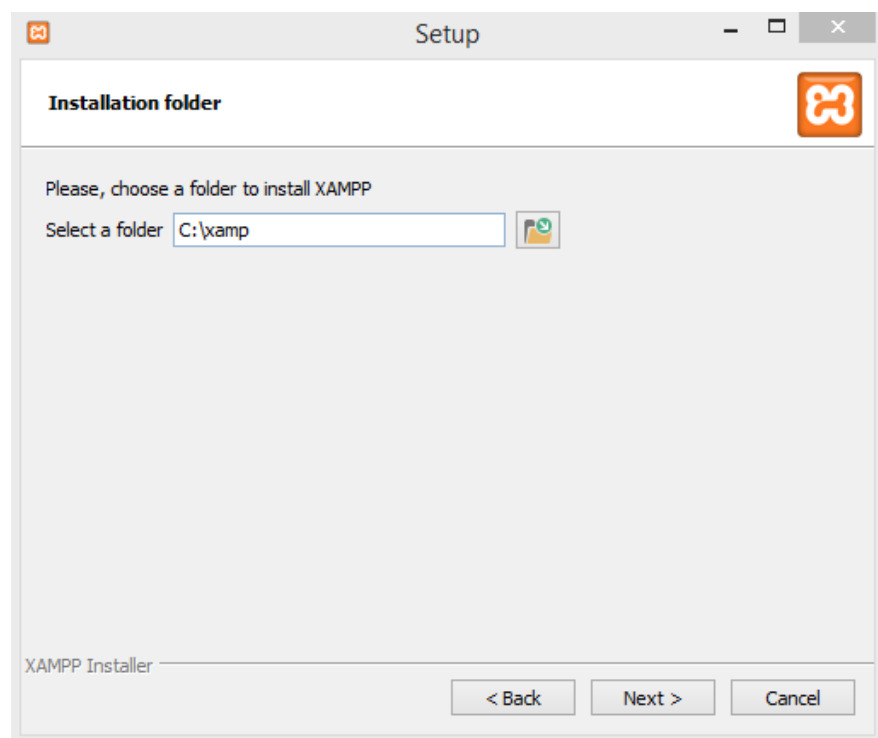 Setup
Installation folder
Please, choose a folder to install XAMPP
Select a folder C:\xamp
XAMPP Installer
< Back Next > Cancel